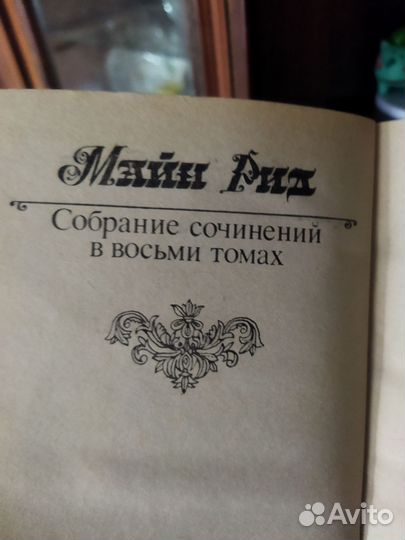 Майн Рид
Собрание сочинений
в восьми томах
Avito